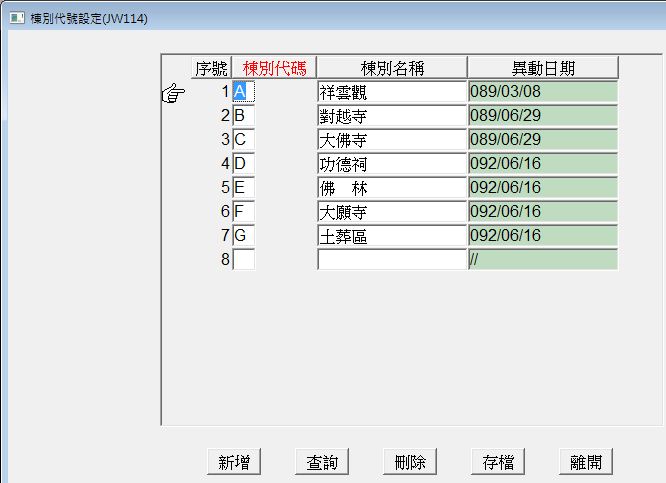 棟別代號設定(JW114)
序號 棟別代碼 棟別名稱 異動日期
1 A 祥雲觀 089/03/08
2 B 對越寺 089/06/29
3 C 大佛寺 089/06/29
4 D 功德祠 092/06/16
5 E 佛　林 092/06/16
6 F 大願寺 092/06/16
7 G 土葬區 092/06/16
8 //
新增 查詢 刪除 存檔 離開